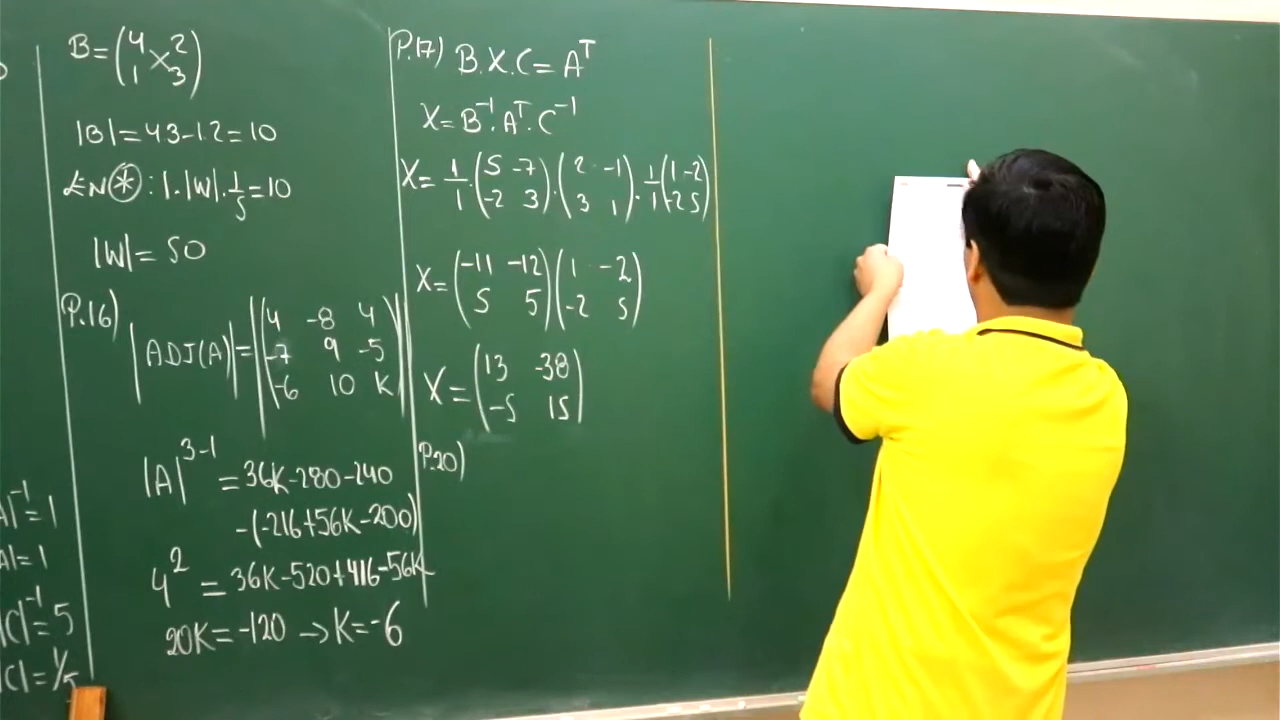 A|⁻¹ = 1
A| = 1
|C|⁻¹ = 5
|C| = 1/5
B = (4 2
1 3)
|B| = 4·3 - 1·2 = 10
EN (*) : 1·|W|·1/5 = 10
|W| = 50
P.16)
|ADJ(A)| = |(4 -8 4
-7 9 -5
-6 10 K)|
|A|³⁻¹ = 36K-280-240
-(-216+56K-200)
4² = 36K-520+416-56K
20K = -120 → K = -6
P.17) B.X.C = Aᵀ
X = B⁻¹.Aᵀ.C⁻¹
X = 1/1·(5 -7
-2 3)·(2 -1
3 1)·1/1(1 -2
-2 5)
X = (-11 -12
5 5)(1 -2
-2 5)
X = (13 -38
-5 15)
P.20)